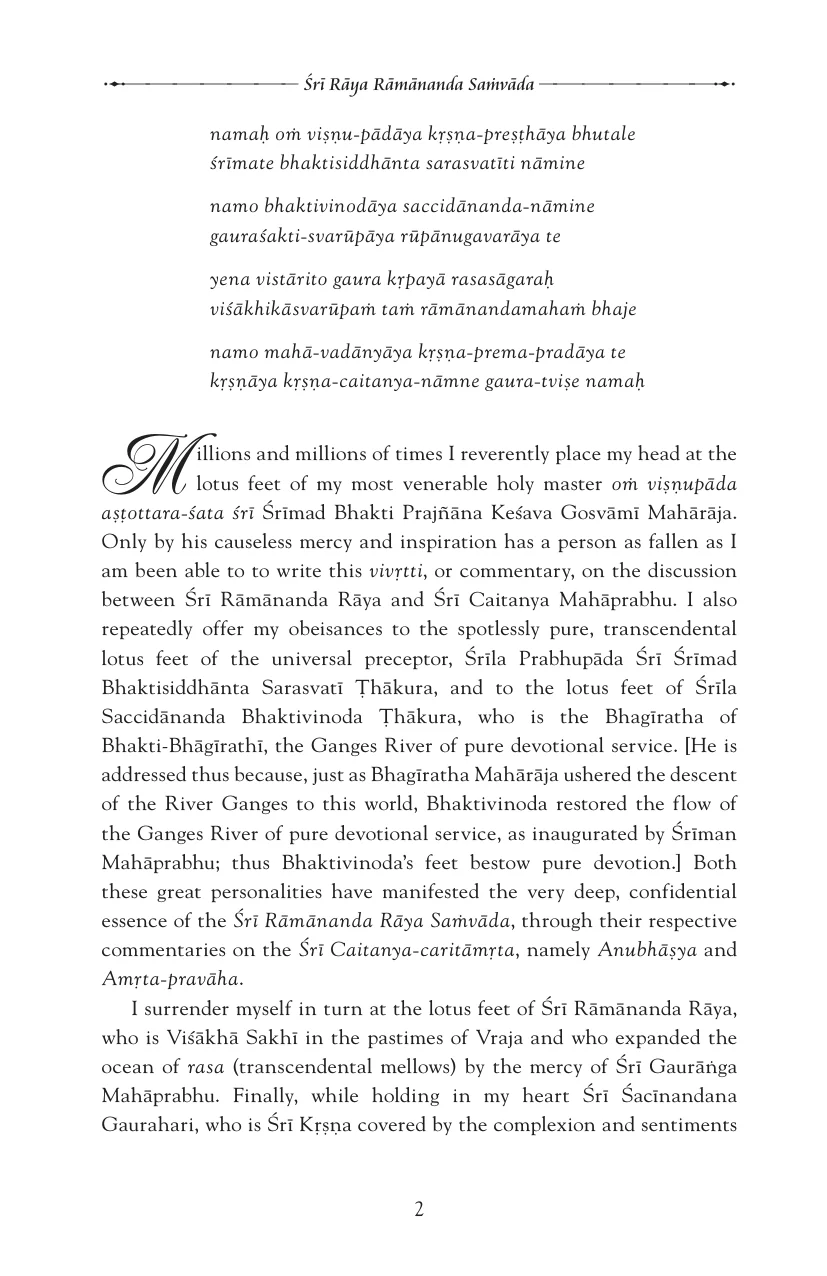 Śrī Rāya Rāmānanda Saṁvāda
namaḥ oṁ viṣṇu-pādāya kṛṣṇa-preṣṭhāya bhutale
śrīmate bhaktisiddhānta sarasvatīti nāmine
namo bhaktivinodāya saccidānanda-nāmine
gauraśakti-svarūpāya rūpānugavarāya te
yena vistārito gaura kṛpayā rasasāgaraḥ
viśākhikāsvarūpaṁ taṁ rāmānandamahaṁ bhaje
namo mahā-vadānyāya kṛṣṇa-prema-pradāya te
kṛṣṇāya kṛṣṇa-caitanya-nāmne gaura-tviṣe namaḥ
Millions and millions of times I reverently place my head at the
lotus feet of my most venerable holy master oṁ viṣṇupāda
aṣṭottara-śata śrī Śrīmad Bhakti Prajñāna Keśava Gosvāmī Mahārāja.
Only by his causeless mercy and inspiration has a person as fallen as I
am been able to to write this vivṛtti, or commentary, on the discussion
between Śrī Rāmānanda Rāya and Śrī Caitanya Mahāprabhu. I also
repeatedly offer my obeisances to the spotlessly pure, transcendental
lotus feet of the universal preceptor, Śrīla Prabhupāda Śrī Śrīmad
Bhaktisiddhānta Sarasvatī Ṭhākura, and to the lotus feet of Śrīla
Saccidānanda Bhaktivinoda Ṭhākura, who is the Bhagīratha of
Bhakti-Bhāgīrathī, the Ganges River of pure devotional service. [He is
addressed thus because, just as Bhagīratha Mahārāja ushered the descent
of the River Ganges to this world, Bhaktivinoda restored the flow of
the Ganges River of pure devotional service, as inaugurated by Śrīman
Mahāprabhu; thus Bhaktivinoda's feet bestow pure devotion.] Both
these great personalities have manifested the very deep, confidential
essence of the Śrī Rāmānanda Rāya Saṁvāda, through their respective
commentaries on the Śrī Caitanya-caritāmṛta, namely Anubhāṣya and
Amṛta-pravāha.
I surrender myself in turn at the lotus feet of Śrī Rāmānanda Rāya,
who is Viśākhā Sakhī in the pastimes of Vraja and who expanded the
ocean of rasa (transcendental mellows) by the mercy of Śrī Gaurāṅga
Mahāprabhu. Finally, while holding in my heart Śrī Śacīnandana
Gaurahari, who is Śrī Kṛṣṇa covered by the complexion and sentiments
2